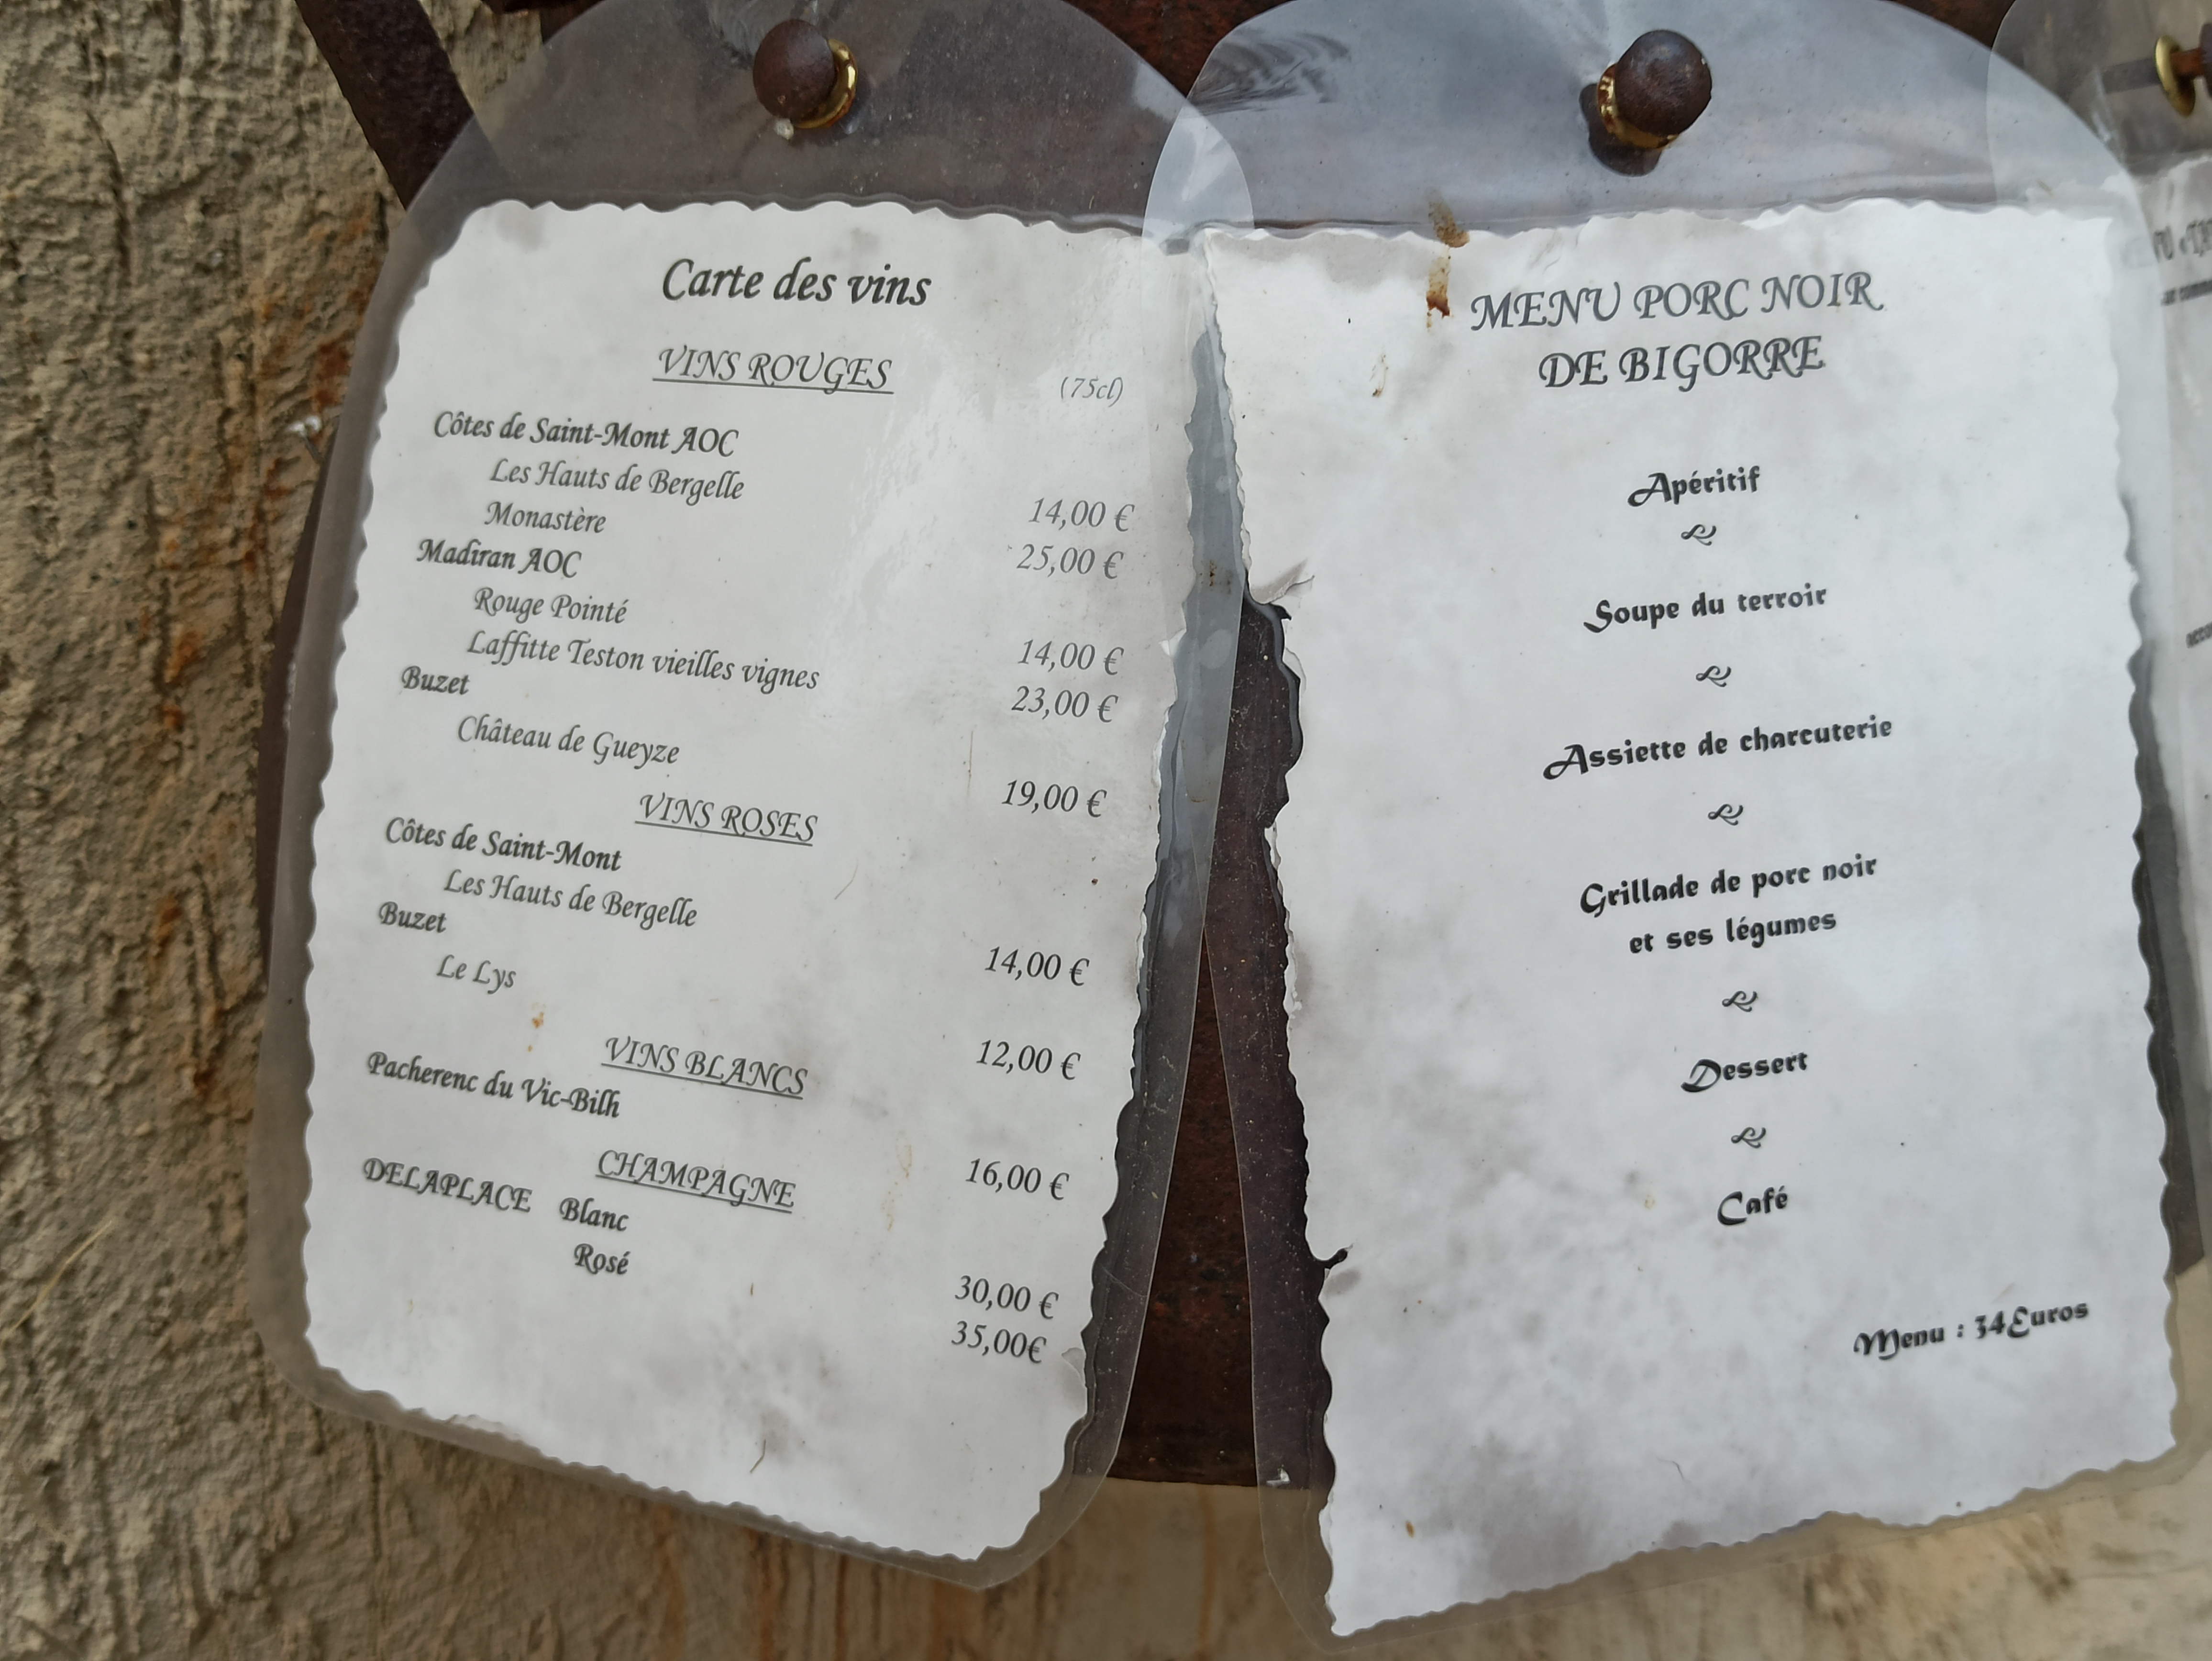 Carte des vins
VINS ROUGES (75cl)
Côtes de Saint-Mont AOC
Les Hauts de Bergelle 14,00 €
Monastère 25,00 €
Madiran AOC
Rouge Pointé 14,00 €
Laffitte Teston vieilles vignes 23,00 €
Buzet
Château de Gueyze 19,00 €
VINS ROSES
Côtes de Saint-Mont
Les Hauts de Bergelle 14,00 €
Buzet
Le Lys 12,00 €
VINS BLANCS
Pacherenc du Vic-Bilh 16,00 €
CHAMPAGNE
DELAPLACE Blanc 30,00 €
Rosé 35,00€
MENU PORC NOIR
DE BIGORRE
Apéritif
Soupe du terroir
Assiette de charcuterie
Grillade de porc noir
et ses légumes
Dessert
Café
Menu : 34Euros